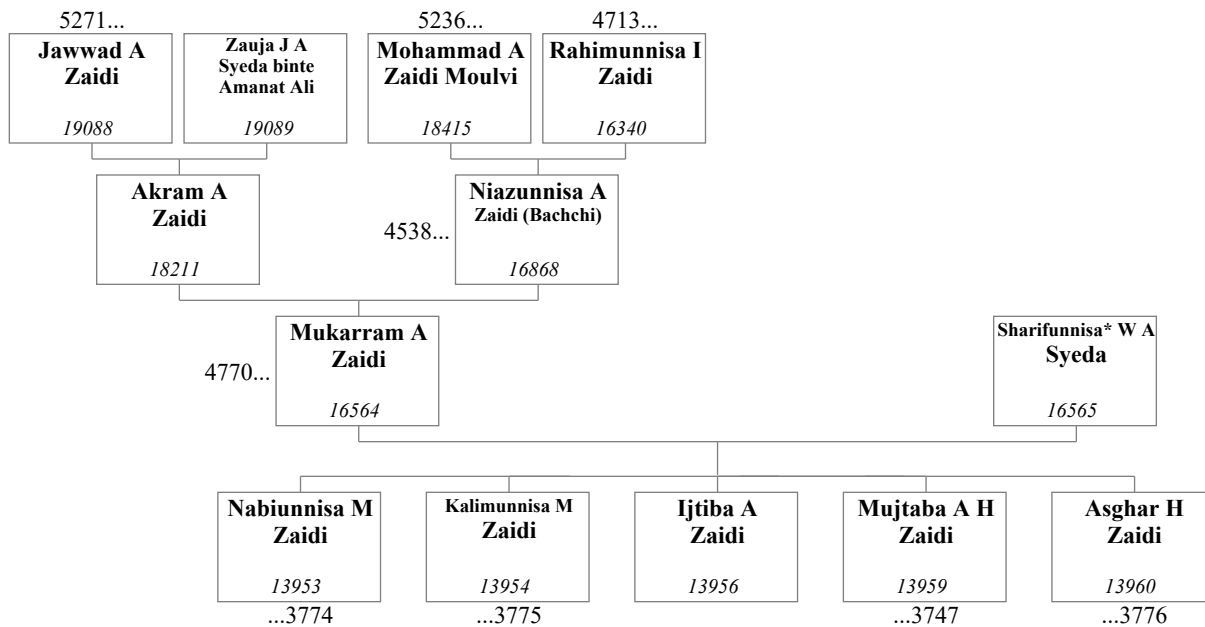 5271...
5236...
4713...
Jawwad A
Zaidi
19088
Zauja J A
Syeda binte
Amanat Ali
19089
Mohammad A
Zaidi Moulvi
18415
Rahimunnisa I
Zaidi
16340
Akram A
Zaidi
18211
4538...
Niazunnisa A
Zaidi (Bachchi)
16868
4770...
Mukarram A
Zaidi
16564
Sharifunnisa* W A
Syeda
16565
Nabiunnisa M
Zaidi
13953
...3774
Kalimunnisa M
Zaidi
13954
...3775
Ijtiba A
Zaidi
13956
Mujtaba A H
Zaidi
13959
...3747
Asghar H
Zaidi
13960
...3776